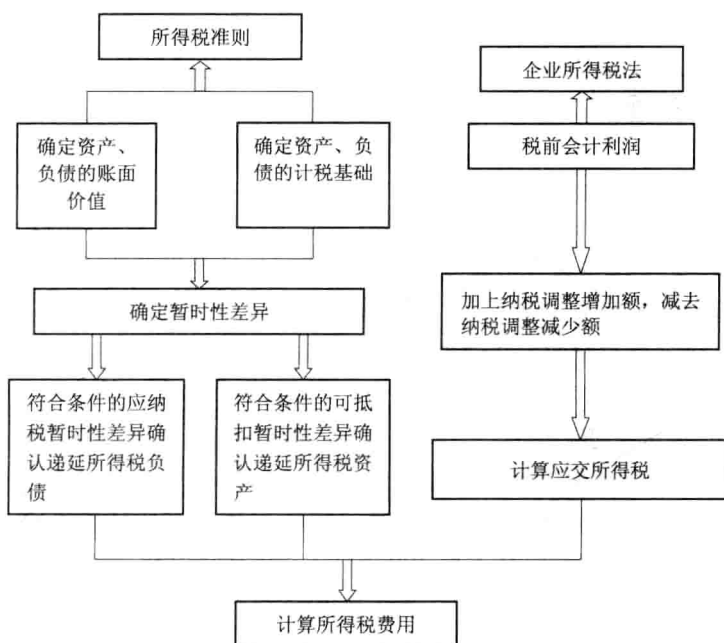 所得税准则
企业所得税法
确定资产、
负债的账面
价值
确定资产、负
债的计税基础
税前会计利润
确定暂时性差异
加上纳税调整增加额，减去
纳税调整减少额
符合条件的应纳
税暂时性差异确
认递延所得税负
债
符合条件的可抵
扣暂时性差异确
认递延所得税资
产
计算应交所得税
计算所得税费用